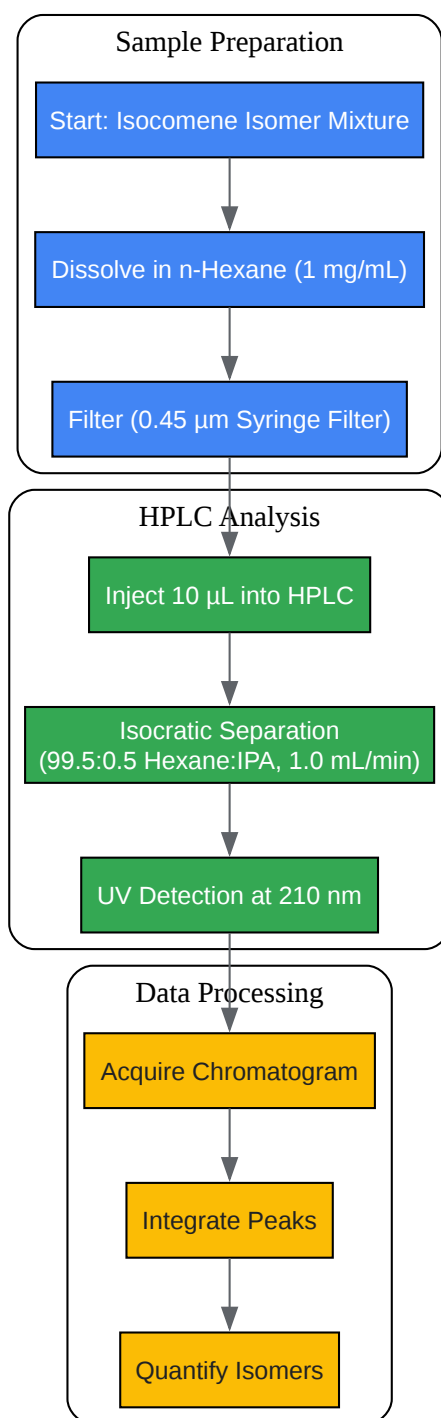 Sample Preparation
Start: Isocomene Isomer Mixture
Dissolve in n-Hexane (1 mg/mL)
Filter (0.45 µm Syringe Filter)
HPLC Analysis
Inject 10 µL into HPLC
Isocratic Separation
(99.5:0.5 Hexane:IPA, 1.0 mL/min)
UV Detection at 210 nm
Data Processing
Acquire Chromatogram
Integrate Peaks
Quantify Isomers